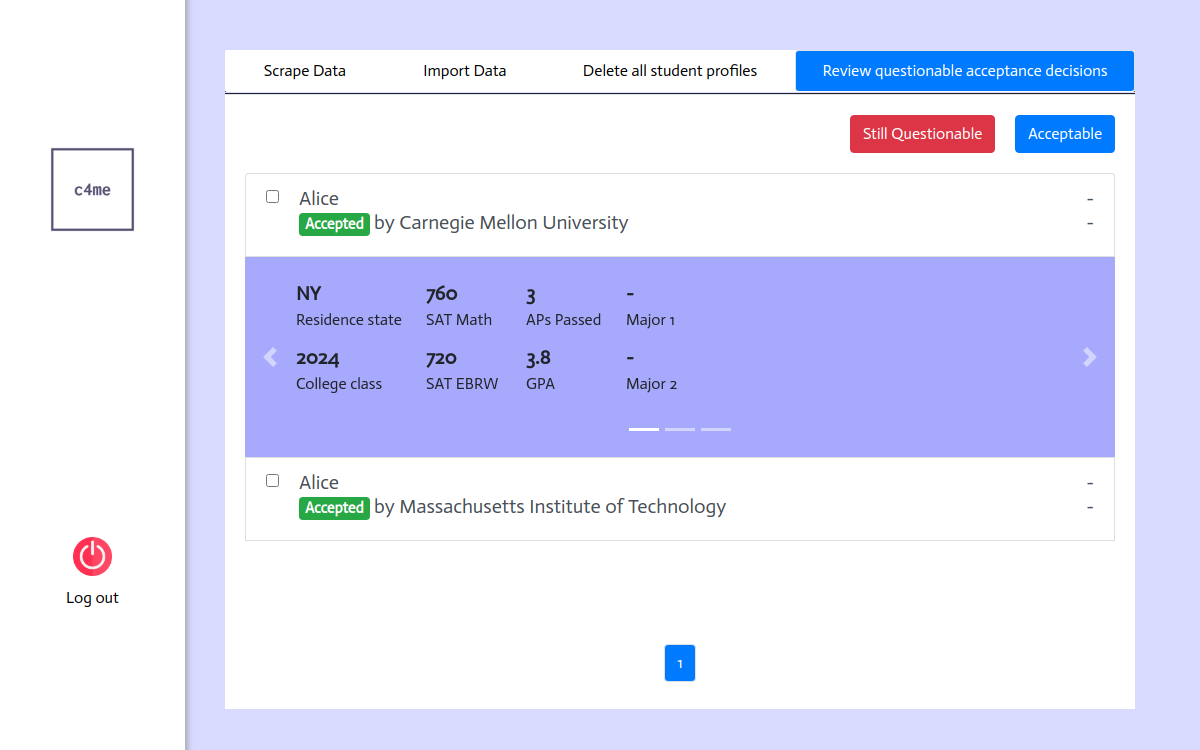 Scrape Data Import Data Delete all student profiles Review questionable acceptance decisions
Still Questionable Acceptable
c4me
Alice -
Accepted by Carnegie Mellon University -
NY 760 3 -
Residence state SAT Math APs Passed Major 1
2024 720 3.8 -
College class SAT EBRW GPA Major 2
Alice -
Accepted by Massachusetts Institute of Technology -
Log out
1